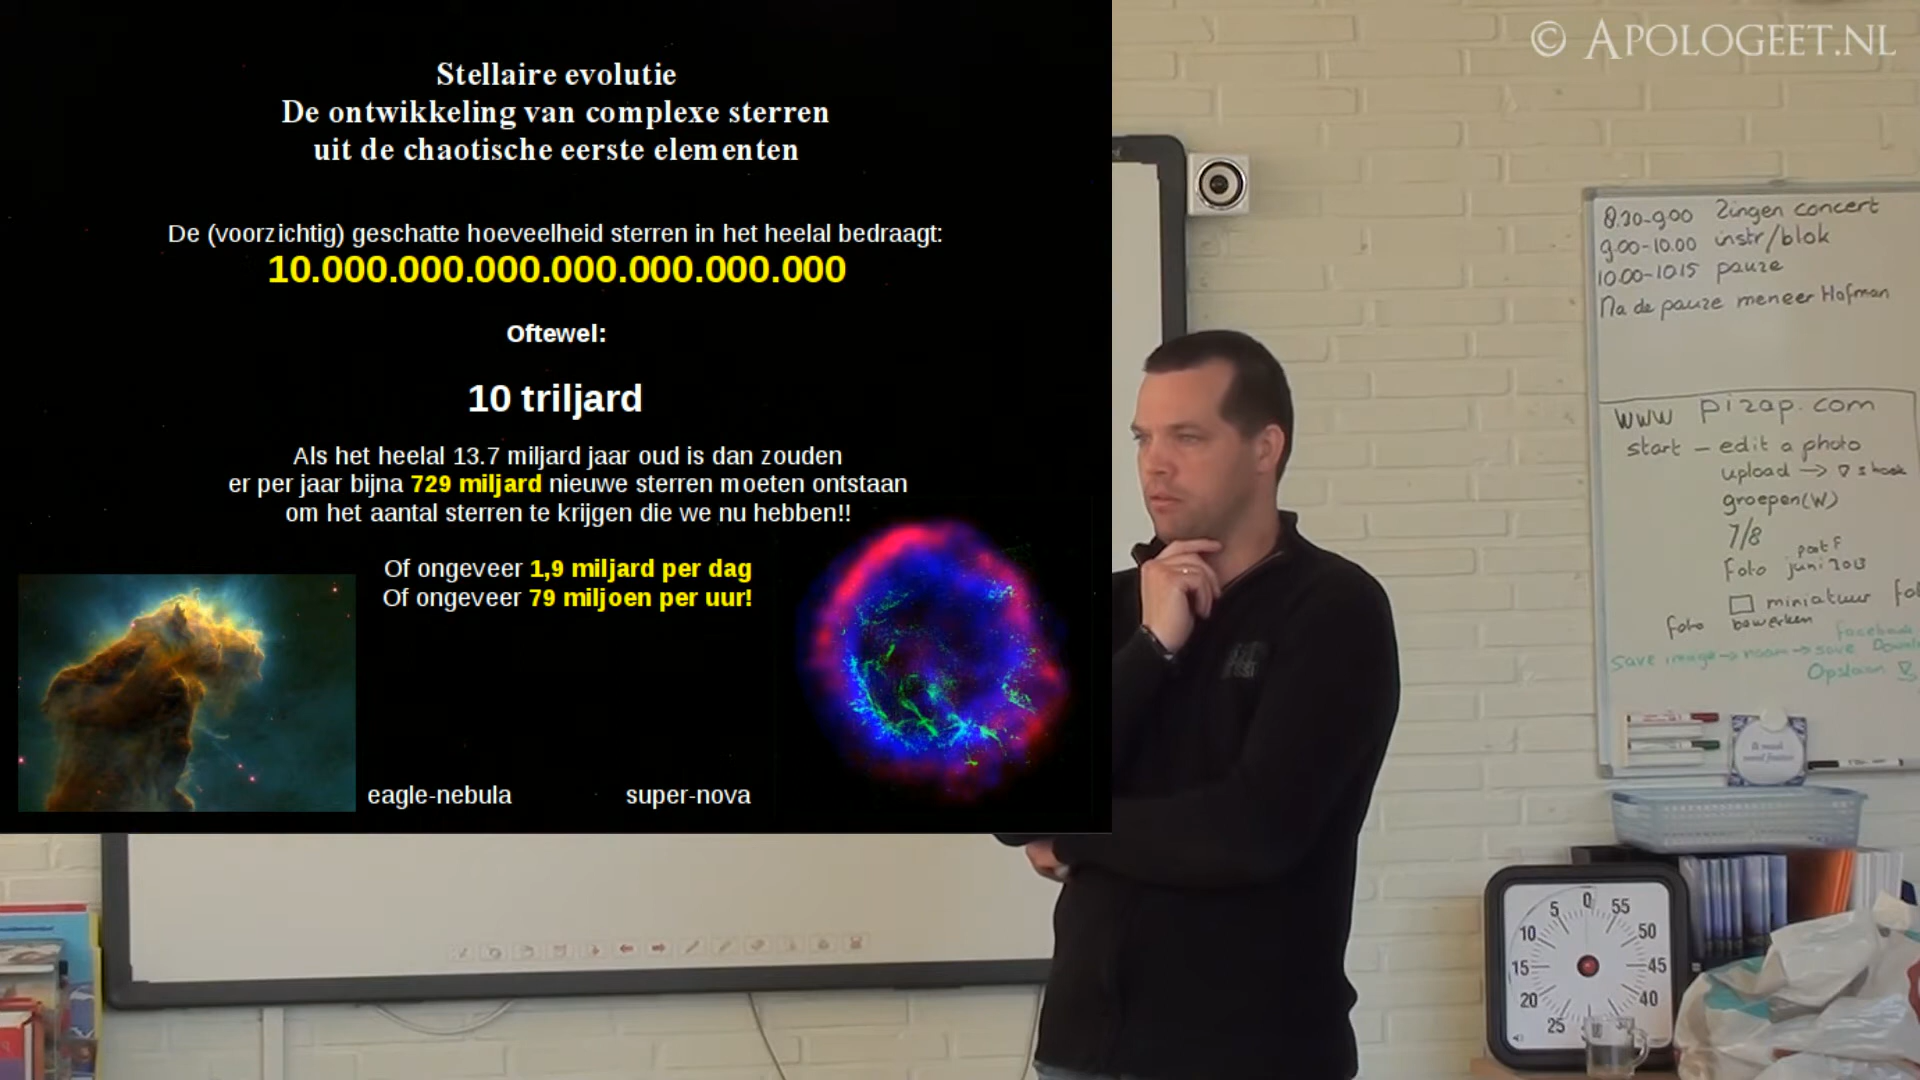 © APOLOGEET.NL
Stellaire evolutie
De ontwikkeling van complexe sterren
uit de chaotische eerste elementen
De (voorzichtig) geschatte hoeveelheid sterren in het heelal bedraagt:
10.000.000.000.000.000.000.000
Oftewel:
10 triljard
Als het heelal 13.7 miljard jaar oud is dan zouden
er per jaar bijna 729 miljard nieuwe sterren moeten ontstaan
om het aantal sterren te krijgen die we nu hebben!!
Of ongeveer 1,9 miljard per dag
Of ongeveer 79 miljoen per uur!
eagle-nebula
super-nova
8.30-9.00 Zingen concert
9.00-10.00 instr/blok
10.00-10.15 pauze
Na de pauze meneer Hofman
www pizap.com
start – edit a photo
upload →
groepen(W)
7/8
foto juni 2013
miniatuur
foto bewerken
facebook
save image → naam → save
Opslaan
0
5 55
10 50
15 45
20 40
25